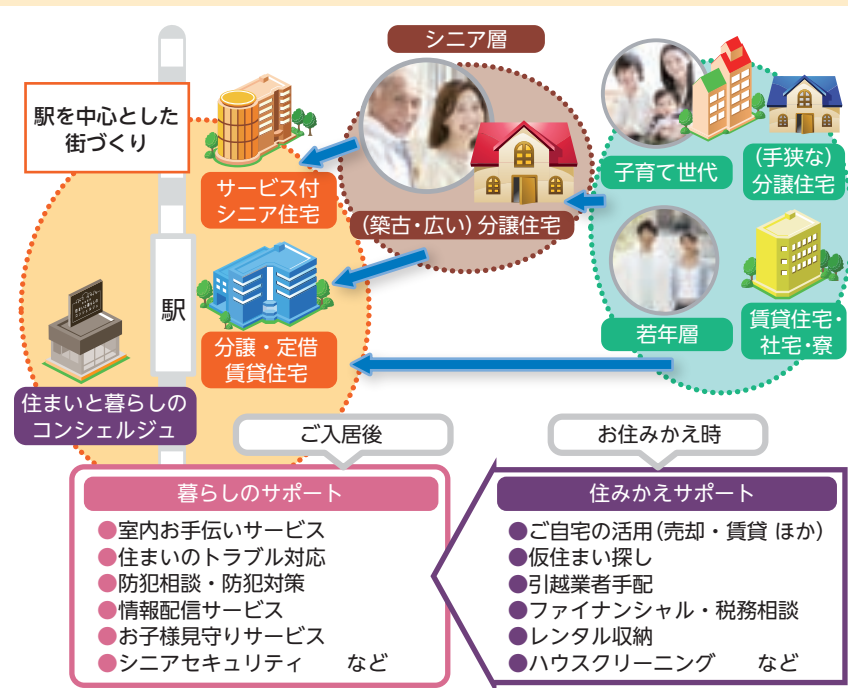 シニア層
駅を中心とした
街づくり
サービス付
シニア住宅
(築古・広い)分譲住宅
子育て世代
(手狭な)
分譲住宅
駅
分譲・定借
賃貸住宅
若年層
賃貸住宅・
社宅・寮
住まいと暮らしの
コンシェルジュ
ご入居後
お住みかえ時
暮らしのサポート
●室内お手伝いサービス
●住まいのトラブル対応
●防犯相談・防犯対策
●情報配信サービス
●お子様見守りサービス
●シニアセキュリティ など
住みかえサポート
●ご自宅の活用(売却・賃貸 ほか)
●仮住まい探し
●引越業者手配
●ファイナンシャル・税務相談
●レンタル収納
●ハウスクリーニング など